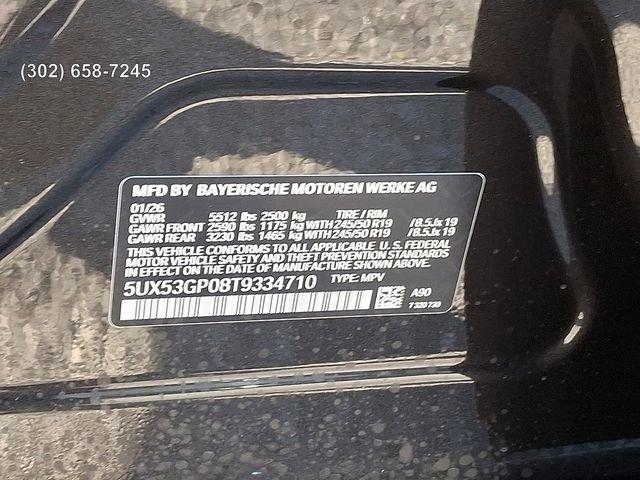 (302) 658-7245
MFD BY BAYERISCHE MOTOREN WERKE AG
01/26
GVWR 5512 lbs 2500 kg TIRE / RIM
GAWR FRONT 2590 lbs 1175 kg WITH 245/50 R19 /8.5Jx19
GAWR REAR 3230 lbs 1465 kg WITH 245/50 R19 /8.5Jx19
THIS VEHICLE CONFORMS TO ALL APPLICABLE U.S. FEDERAL
MOTOR VEHICLE SAFETY AND THEFT PREVENTION STANDARDS
IN EFFECT ON THE DATE OF MANUFACTURE SHOWN ABOVE.
5UX53GP08T9334710 TYPE: MPV
A90
7 320 730